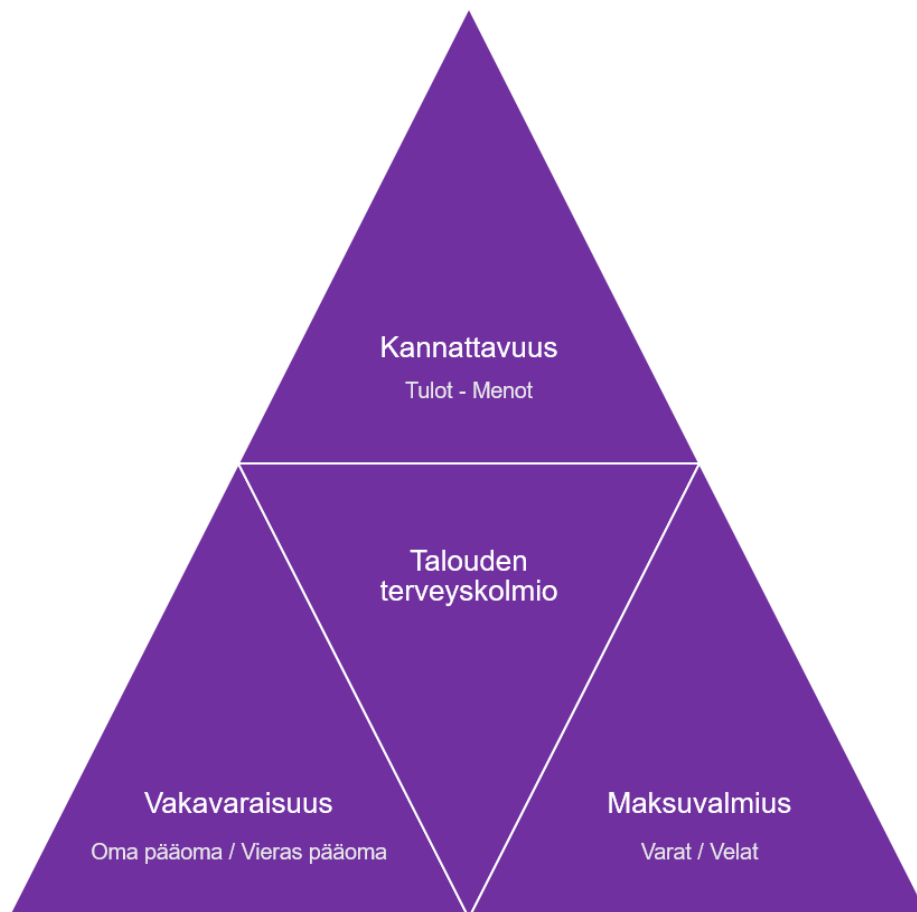 Kannattavuus
Tulot - Menot
Talouden
terveyskolmio
Vakavaraisuus
Oma pääoma / Vieras pääoma
Maksuvalmius
Varat / Velat